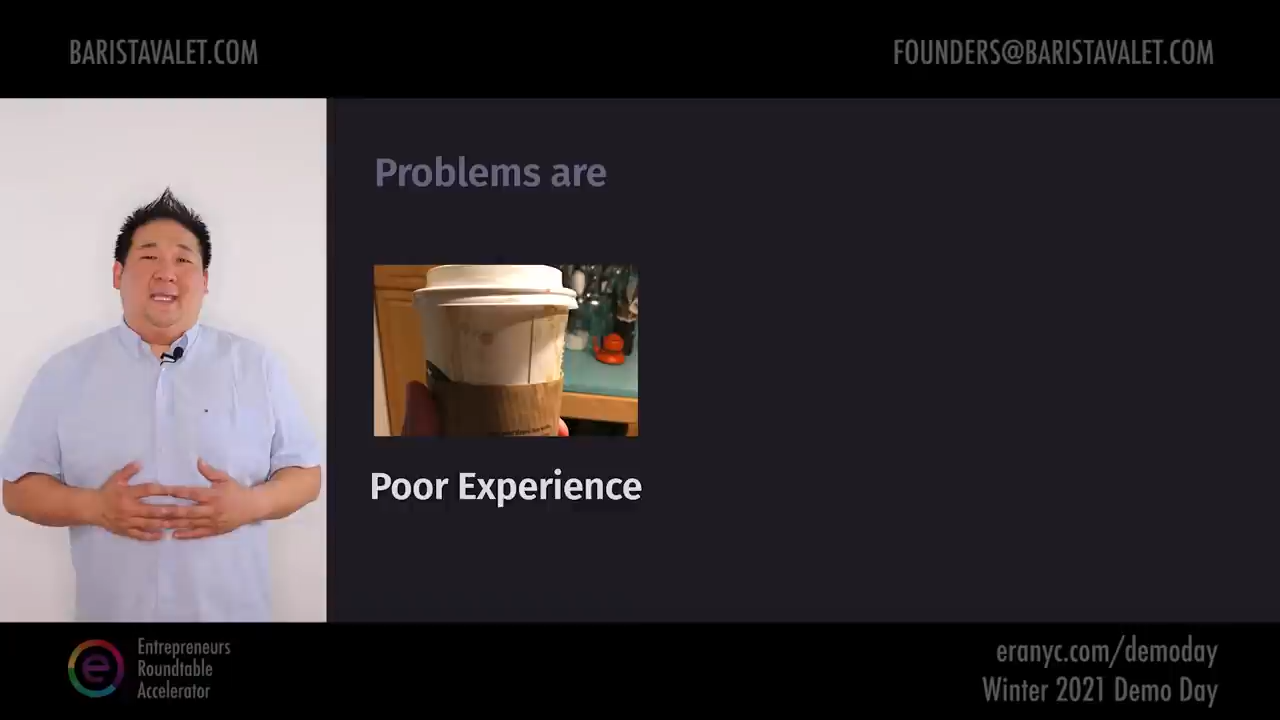 BARISTAVALET.COM
FOUNDERS@BARISTAVALET.COM
Problems are
Poor Experience
e
Entrepreneurs
Roundtable
Accelerator
eranyc.com/demoday
Winter 2021 Demo Day